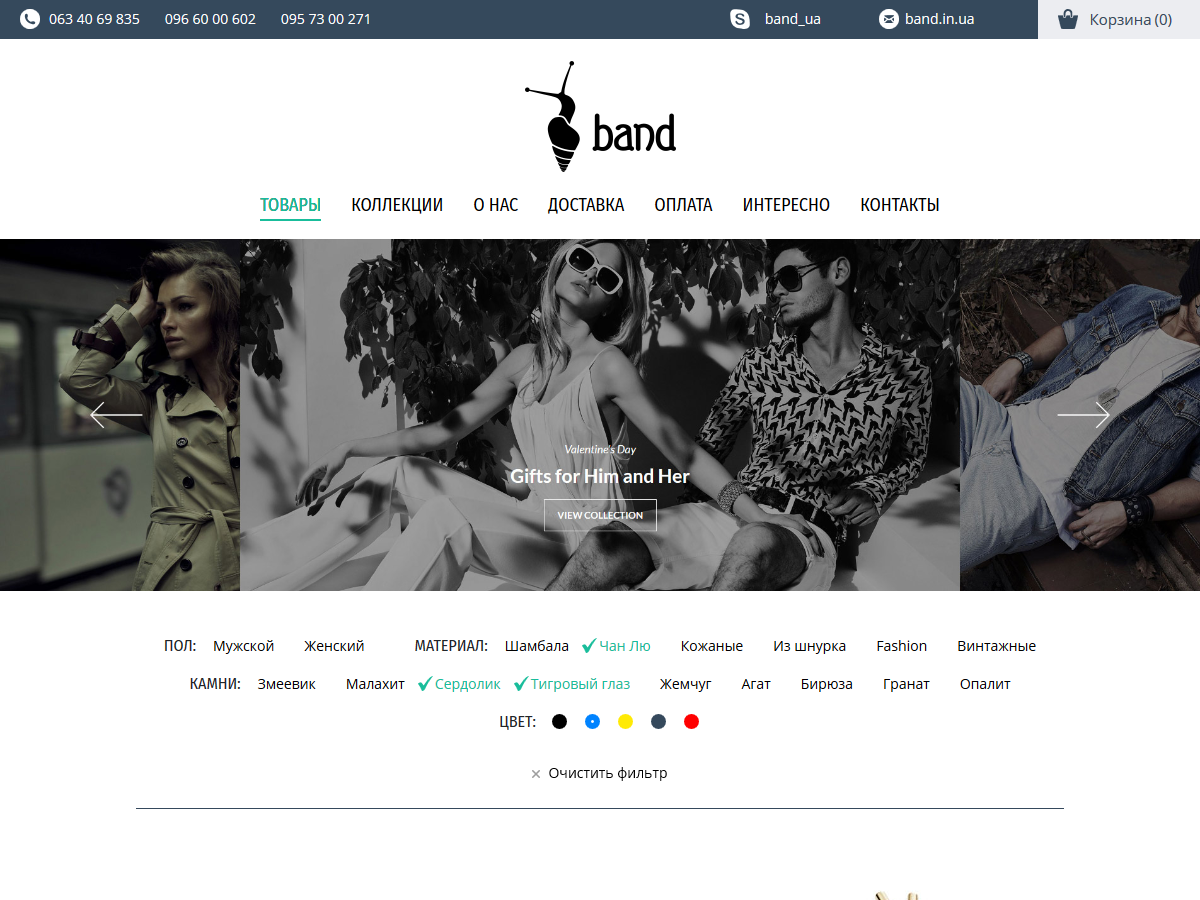 063 40 69 835 096 60 00 602 095 73 00 271 band_ua band.in.ua Корзина (0)
band
ТОВАРЫ КОЛЛЕКЦИИ О НАС ДОСТАВКА ОПЛАТА ИНТЕРЕСНО КОНТАКТЫ
Valentine's Day
Gifts for Him and Her
VIEW COLLECTION
ПОЛ: Мужской Женский МАТЕРИАЛ: Шамбала Чан Лю Кожаные Из шнурка Fashion Винтажные
КАМНИ: Змеевик Малахит Сердолик Тигровый глаз Жемчуг Агат Бирюза Гранат Опалит
ЦВЕТ:
× Очистить фильтр